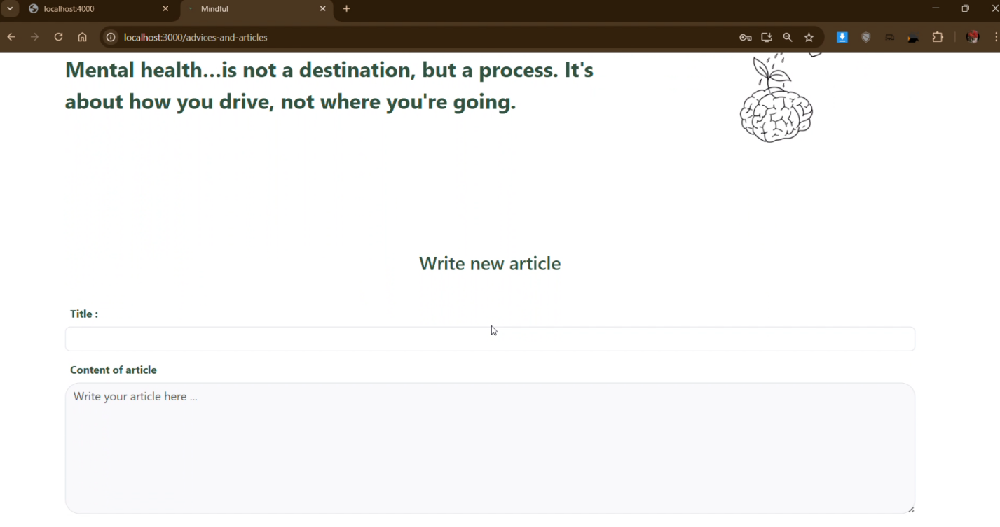 localhost:4000
Mindful
localhost:3000/advices-and-articles
Mental health...is not a destination, but a process. It's
about how you drive, not where you're going.
Write new article
Title :
Content of article
Write your article here ...